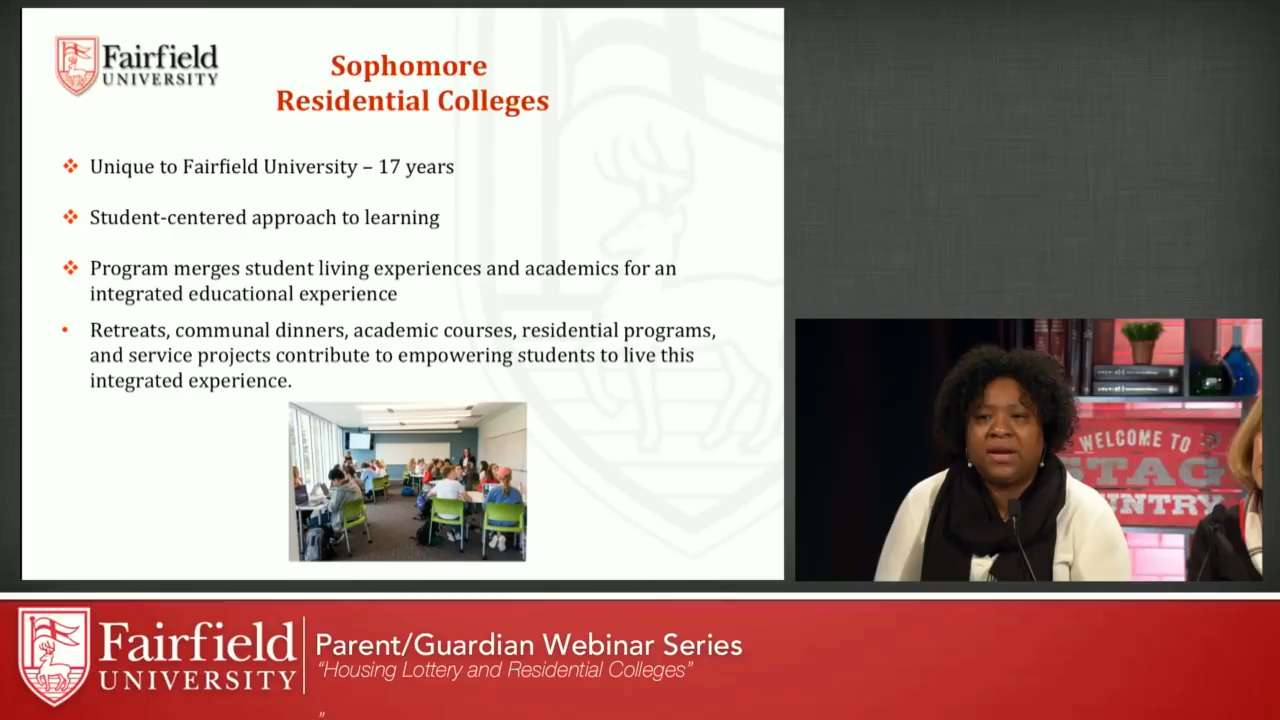 Fairfield
UNIVERSITY
Sophomore
Residential Colleges
Unique to Fairfield University – 17 years
Student-centered approach to learning
Program merges student living experiences and academics for an
integrated educational experience
• Retreats, communal dinners, academic courses, residential programs,
and service projects contribute to empowering students to live this
integrated experience.
WELCOME TO
STAG
NTRY
Fairfield
UNIVERSITY
Parent/Guardian Webinar Series
“Housing Lottery and Residential Colleges”
”